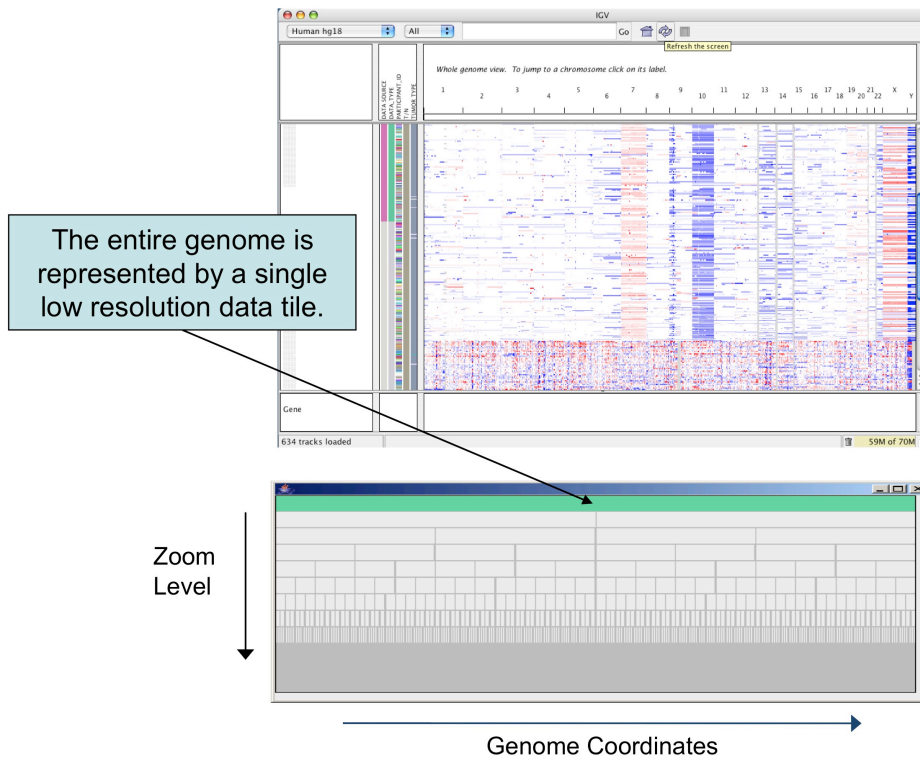 IGV
Human hg18
All
Go
Refresh the screen
DATA SOURCE
DATA_TYPE
PARTICIPANT_ID
T/N
TUMOR TYPE
Whole genome view. To jump to a chromosome click on its label.
1 2 3 4 5 6 7 8 9 10 11 12 13 14 15 16 17 18 19 20 21 22 X Y
The entire genome is
represented by a single
low resolution data tile.
Gene
634 tracks loaded
59M of 70M
Zoom
Level
Genome Coordinates